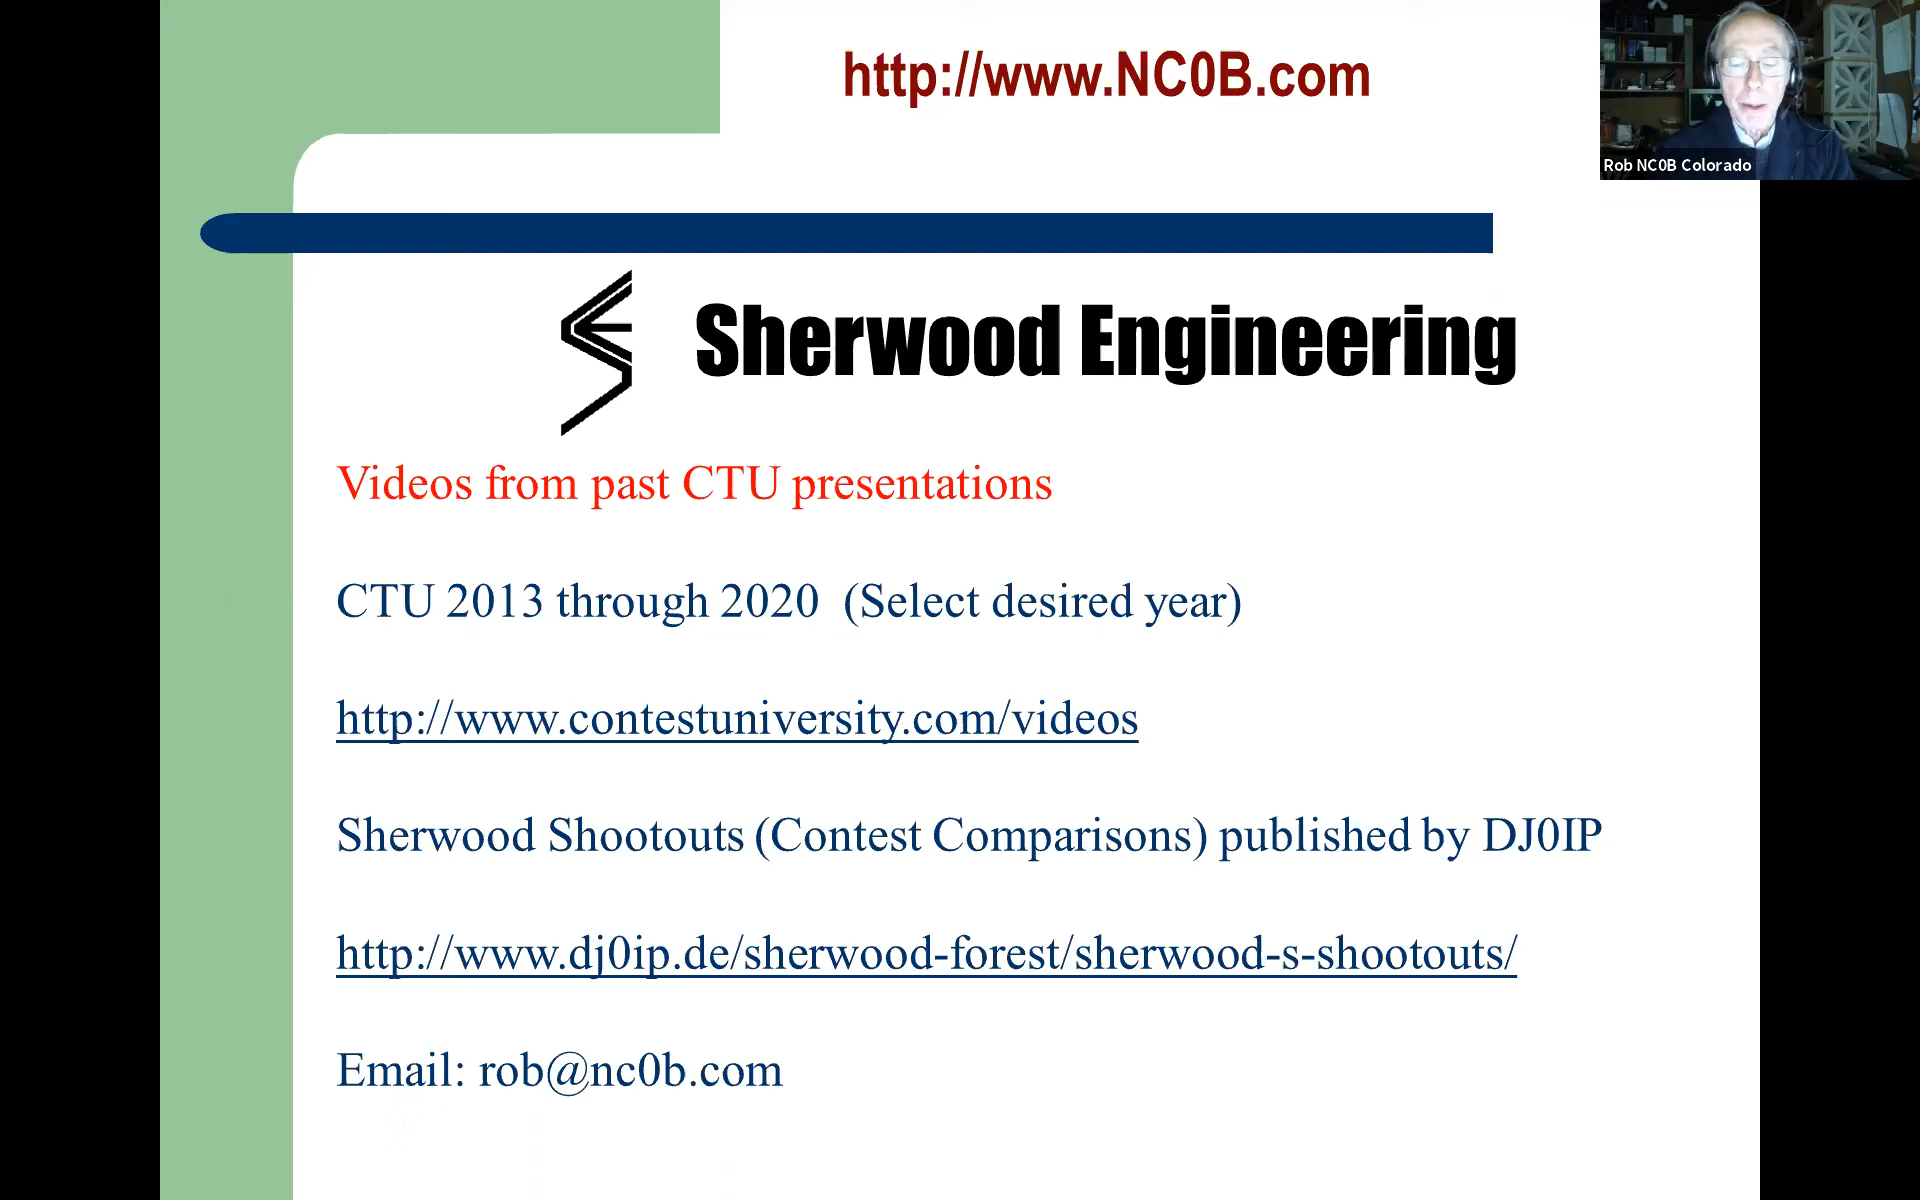 http://www.NC0B.com
Rob NC0B Colorado
Sherwood Engineering
Videos from past CTU presentations
CTU 2013 through 2020 (Select desired year)
http://www.contestuniversity.com/videos
Sherwood Shootouts (Contest Comparisons) published by DJ0IP
http://www.dj0ip.de/sherwood-forest/sherwood-s-shootouts/
Email: rob@nc0b.com